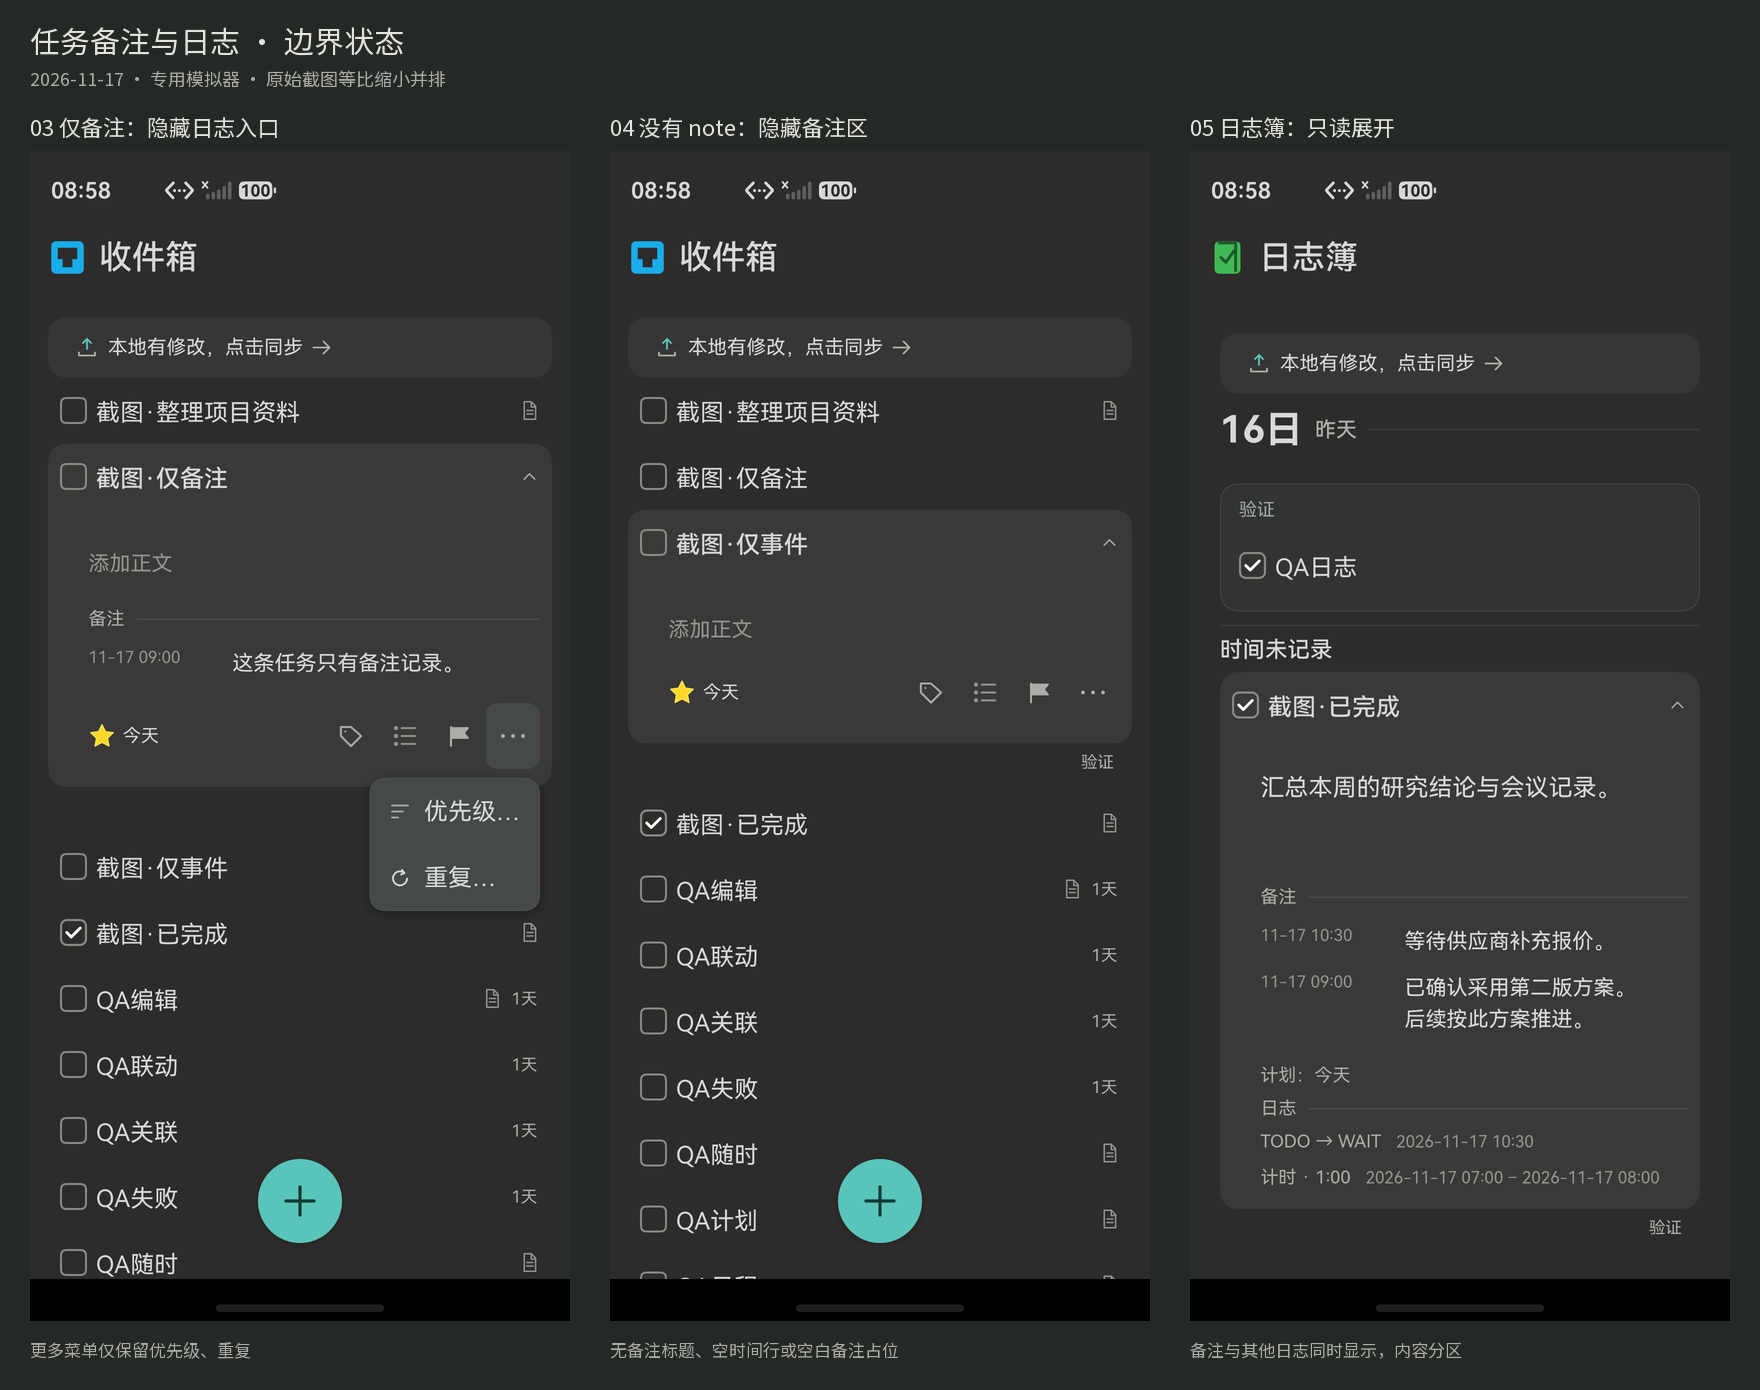 任务备注与日志 · 边界状态
2026-11-17 · 专用模拟器 · 原始截图等比缩小并排
03 仅备注：隐藏日志入口
08:58
100
收件箱
本地有修改，点击同步 →
截图·整理项目资料
截图·仅备注
添加正文
备注
11-17 09:00 这条任务只有备注记录。
今天
优先级...
重复...
截图·仅事件
截图·已完成
QA编辑 1天
QA联动 1天
QA关联 1天
QA失败 1天
QA随时
更多菜单仅保留优先级、重复
04 没有 note：隐藏备注区
08:58
100
收件箱
本地有修改，点击同步 →
截图·整理项目资料
截图·仅备注
截图·仅事件
添加正文
今天
验证
截图·已完成
QA编辑 1天
QA联动 1天
QA关联 1天
QA失败 1天
QA随时
QA计划
无备注标题、空时间行或空白备注占位
05 日志簿：只读展开
08:58
100
日志簿
本地有修改，点击同步 →
16日 昨天
验证
QA日志
时间未记录
截图·已完成
汇总本周的研究结论与会议记录。
备注
11-17 10:30 等待供应商补充报价。
11-17 09:00 已确认采用第二版方案。
后续按此方案推进。
计划：今天
日志
TODO → WAIT 2026-11-17 10:30
计时 · 1:00 2026-11-17 07:00 – 2026-11-17 08:00
验证
备注与其他日志同时显示，内容分区